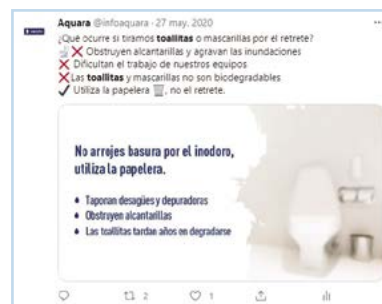 Aquara @infoaquara · 27 may. 2020
¿Qué ocurre si tiramos toallitas o mascarillas por el retrete?
🚽❌ Obstruyen alcantarillas y agravan las inundaciones
❌ Dificultan el trabajo de nuestros equipos
❌Las toallitas y mascarillas no son biodegradables
✔ Utiliza la papelera 🗑, no el retrete.
No arrojes basura por el inodoro,
utiliza la papelera.
• Taponan desagües y depuradoras
• Obstruyen alcantarillas
• Las toallitas tardan años en degradarse
2 1